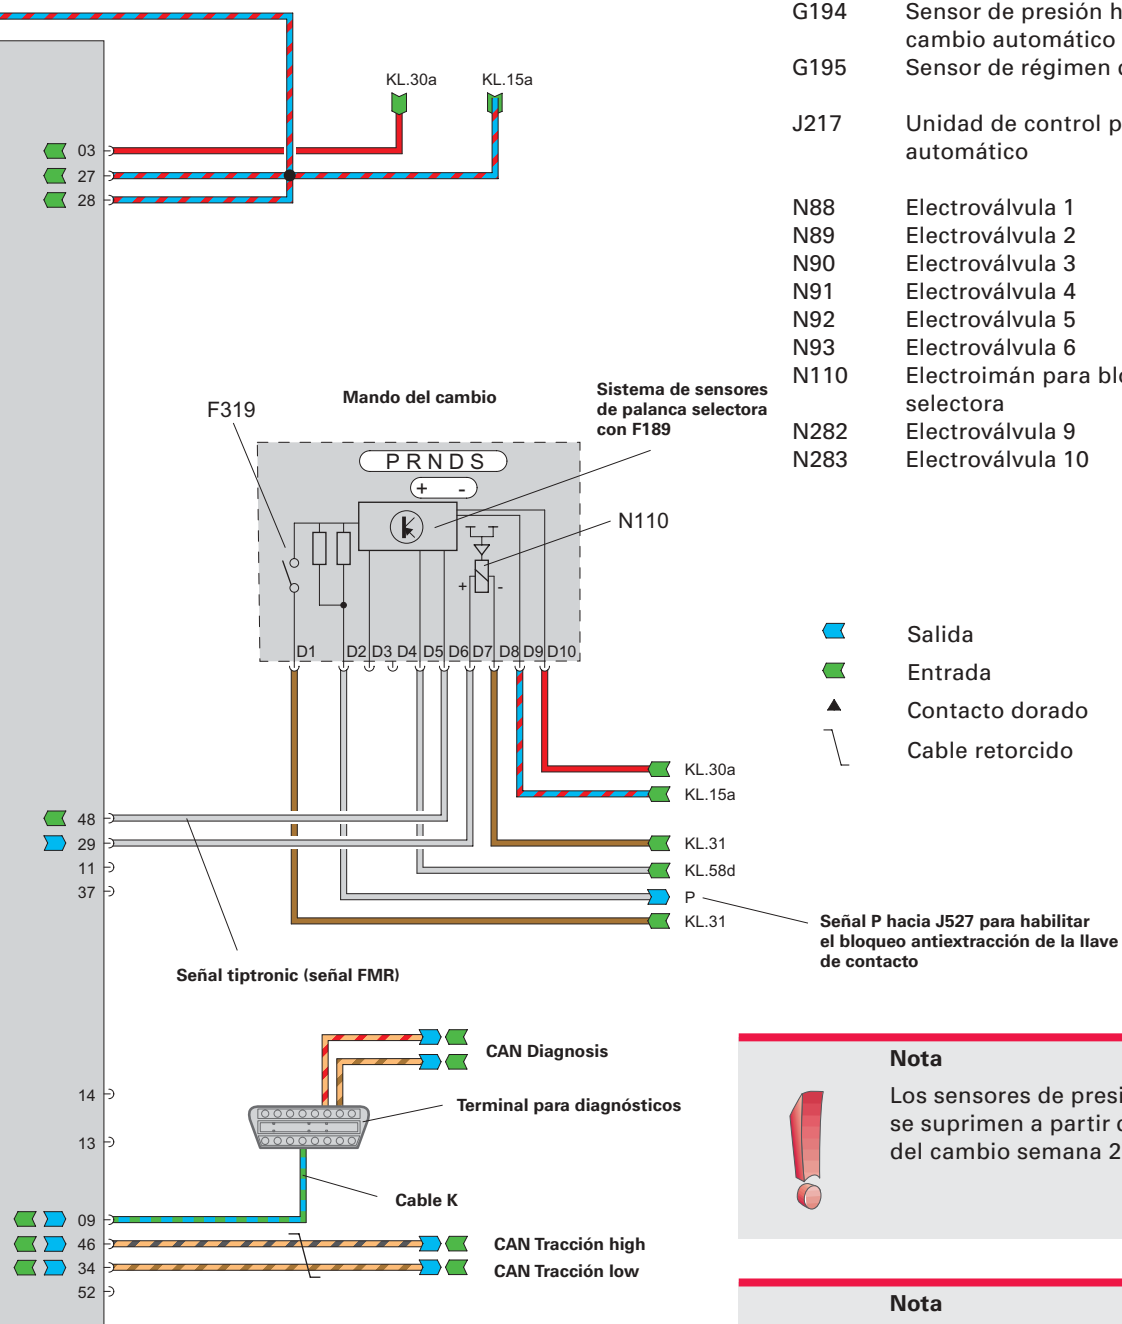 G194 Sensor de presión h
cambio automático
G195 Sensor de régimen
J217 Unidad de control p
automático
N88 Electroválvula 1
N89 Electroválvula 2
N90 Electroválvula 3
N91 Electroválvula 4
N92 Electroválvula 5
N93 Electroválvula 6
N110 Electroimán para blo
selectora
N282 Electroválvula 9
N283 Electroválvula 10
KL.30a KL.15a
03
27
28
F319
Mando del cambio
Sistema de sensores
de palanca selectora
con F189
P R N D S
+ -
N110
+ -
D1 D2 D3 D4 D5 D6 D7 D8 D9 D10
Salida
Entrada
Contacto dorado
Cable retorcido
KL.30a
KL.15a
KL.31
KL.58d
P
KL.31
48
29
11
37
Señal P hacia J527 para habilitar
el bloqueo antiextracción de la llave
de contacto
Señal tiptronic (señal FMR)
CAN Diagnosis
Terminal para diagnósticos
14
13
Cable K
09
46
34
52
CAN Tracción high
CAN Tracción low
Nota
Los sensores de presi
se suprimen a partir
del cambio semana 2
Nota